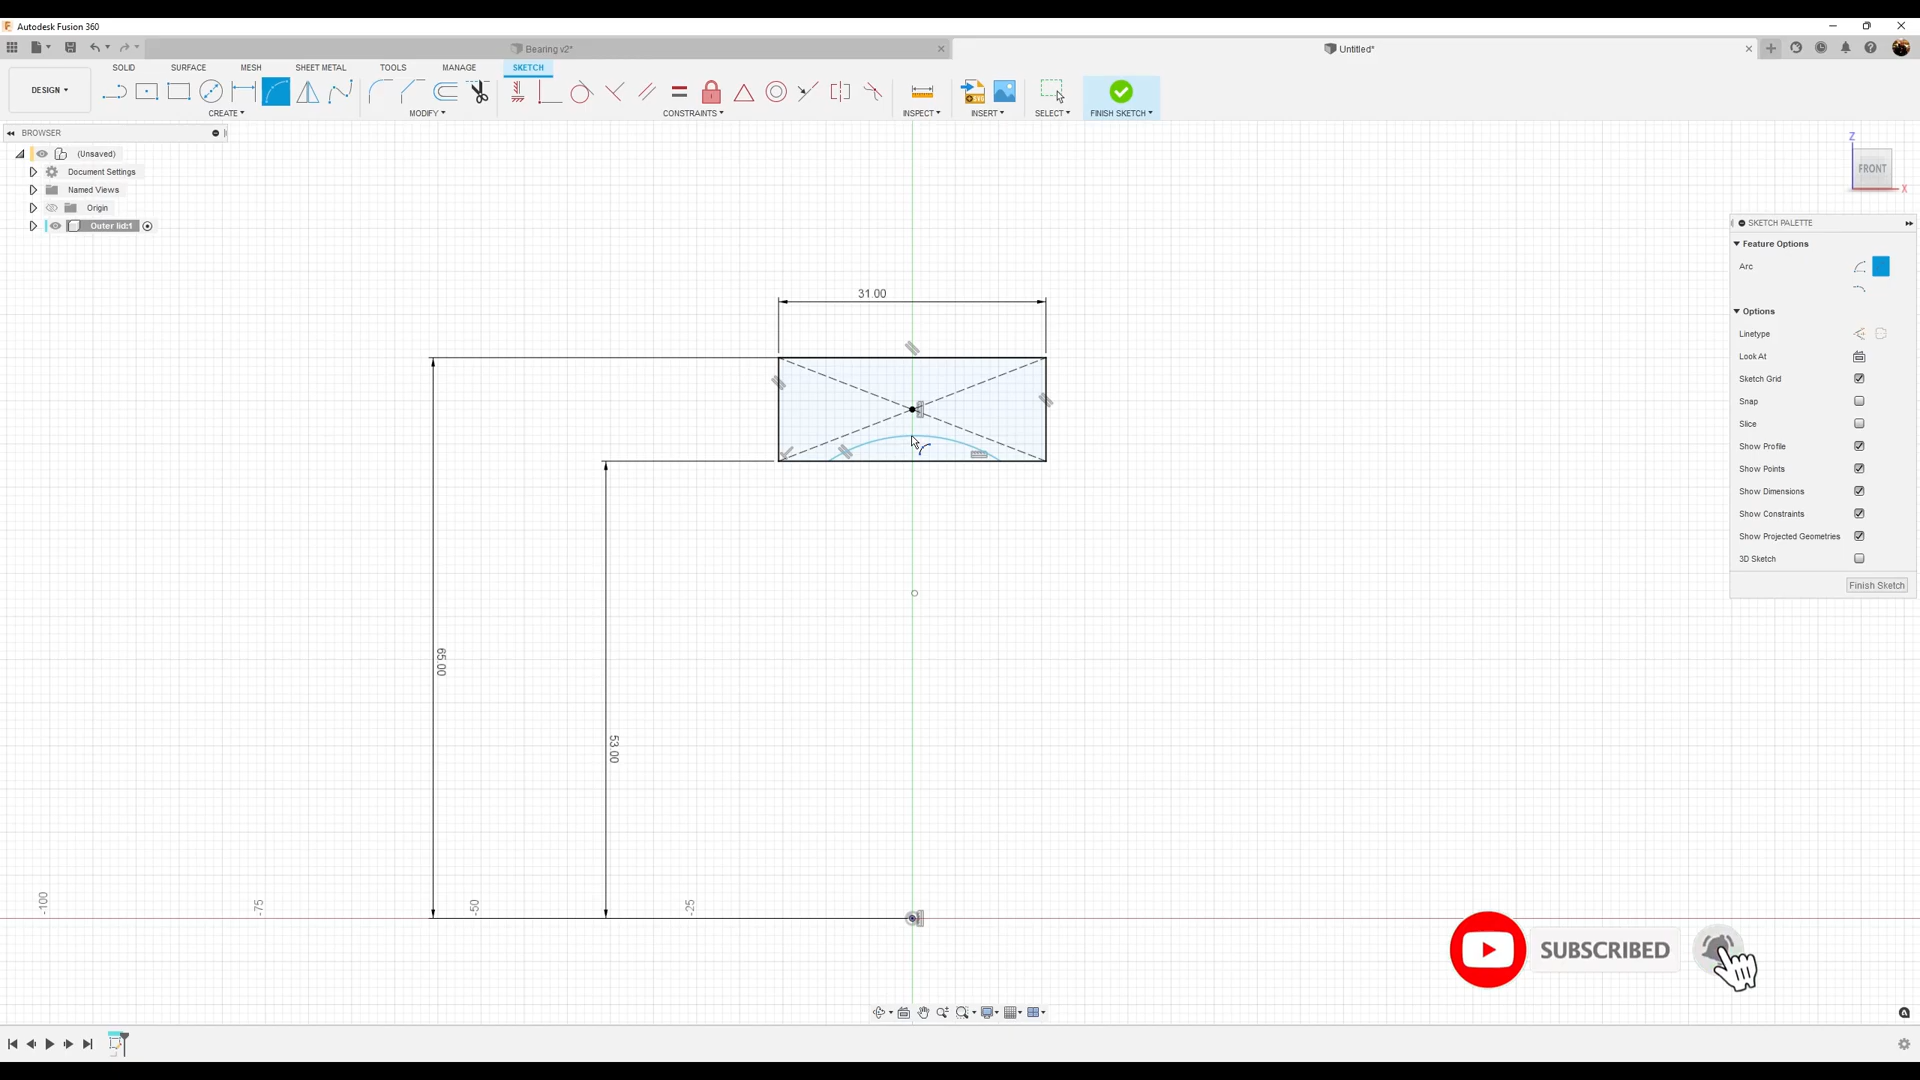 Autodesk Fusion 360
Bearing v2*
Untitled*
DESIGN
SOLID
SURFACE
MESH
SHEET METAL
TOOLS
MANAGE
SKETCH
CREATE
MODIFY
CONSTRAINTS
INSPECT
INSERT
SELECT
FINISH SKETCH
BROWSER
(Unsaved)
Document Settings
Named Views
Origin
Outer lid:1
Z
FRONT
X
SKETCH PALETTE
Feature Options
Arc
Options
Linetype
Look At
Sketch Grid
Snap
Slice
Show Profile
Show Points
Show Dimensions
Show Constraints
Show Projected Geometries
3D Sketch
Finish Sketch
31.00
65.00
53.00
-100
-75
-50
-25
SUBSCRIBED